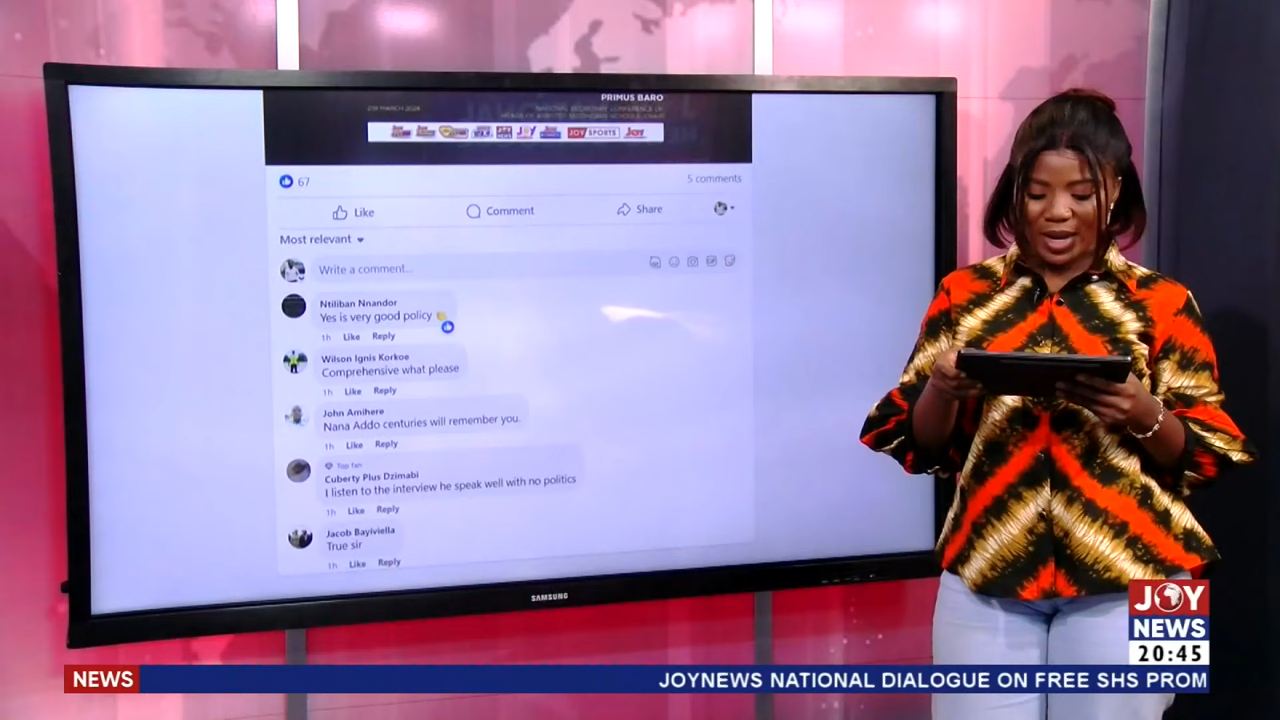 PRIMUS BARO
JOY SPORTS
67
5 comments
Like
Comment
Share
Most relevant
Write a comment...
Ntiliban Nnandor
Yes is very good policy
1h Like Reply
Wilson Ignis Korkoe
Comprehensive what please
1h Like Reply
John Amihere
Nana Addo centuries will remember you.
1h Like Reply
Top fan
Cuberty Plus Dzimabi
I listen to the interview he speak well with no politics
1h Like Reply
Jacob Bayiviella
True sir
1h Like Reply
SAMSUNG
JOY
NEWS
20:45
NEWS
JOYNEWS NATIONAL DIALOGUE ON FREE SHS PROM